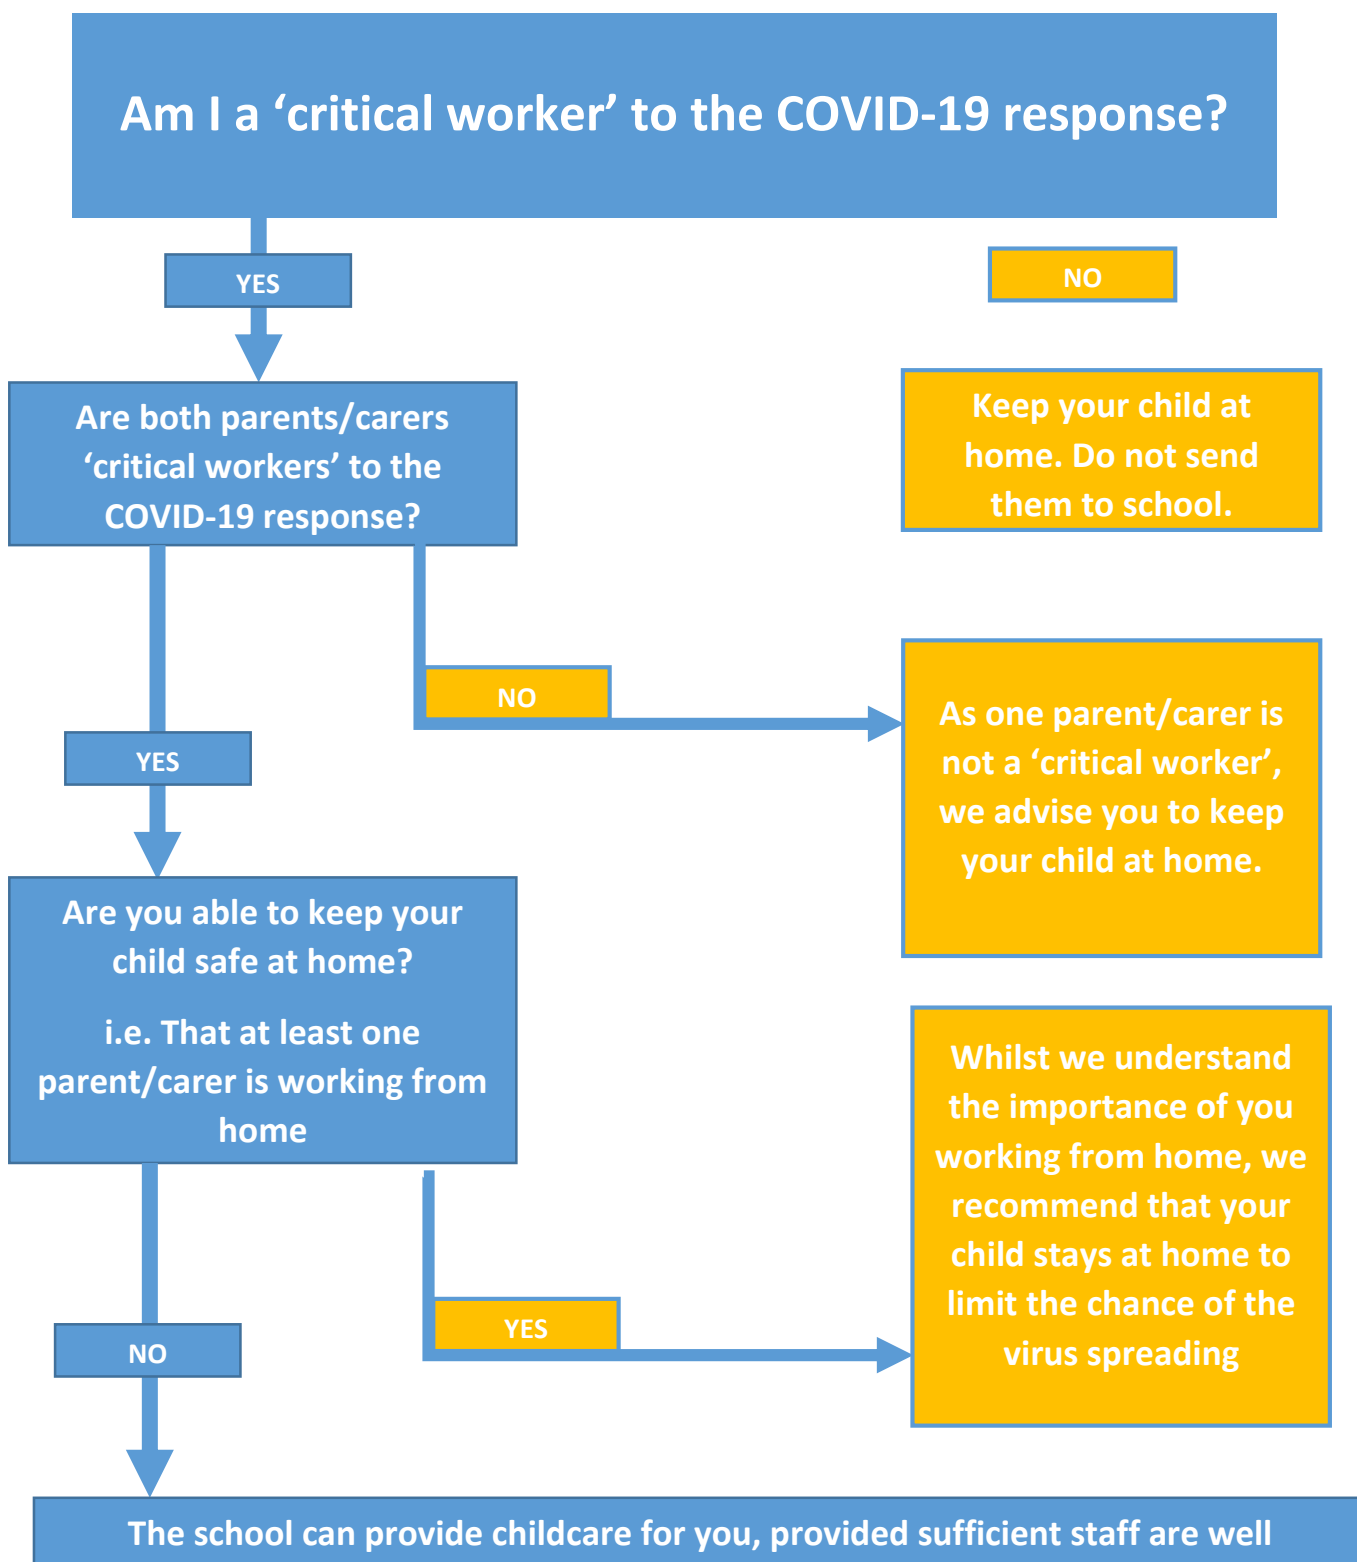 Am I a ‘critical worker’ to the COVID-19 response?
YES
NO
Are both parents/carers
‘critical workers’ to the
COVID-19 response?
Keep your child at
home. Do not send
them to school.
NO
As one parent/carer is
not a ‘critical worker’,
we advise you to keep
your child at home.
YES
Are you able to keep your
child safe at home?
i.e. That at least one
parent/carer is working from
home
Whilst we understand
the importance of you
working from home, we
recommend that your
child stays at home to
limit the chance of the
virus spreading
YES
NO
The school can provide childcare for you, provided sufficient staff are well